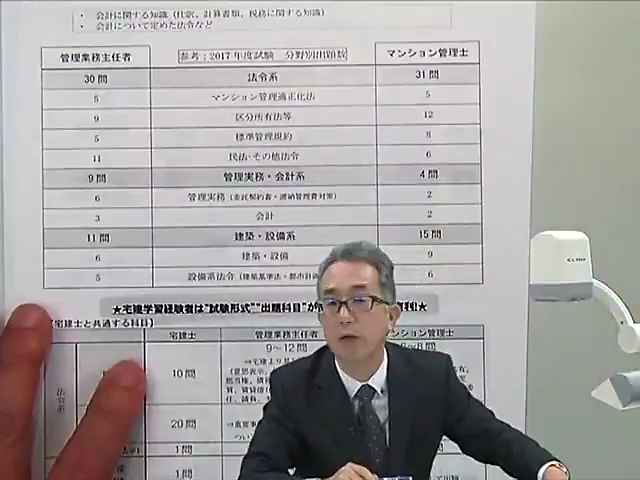 ・ 会計に関する知識（仕訳、計算書類、税務に関する知識）
・ 会計について定めた法令など
管理業務主任者 参考：2017年度試験 分野別出題数 マンション管理士
30問 法令系 31問
5 マンション管理適正化法 5
9 区分所有法等 12
5 標準管理規約 8
11 民法・その他法令 6
9問 管理実務・会計系 4問
6 管理実務（委託契約書・滞納管理費対策） 2
3 会計 2
11問 建築・設備系 15問
6 建築・設備 9
5 設備系法令（建築基準法・都市計 6
★宅建学習経験者は"試験形式""出題科目"が 有利!★
【宅建士と共通する科目】
宅建士 管理業務主任者 マンション管理士
9～12問 6～8問
法令系 10問
20問
1問
1問
ELMO